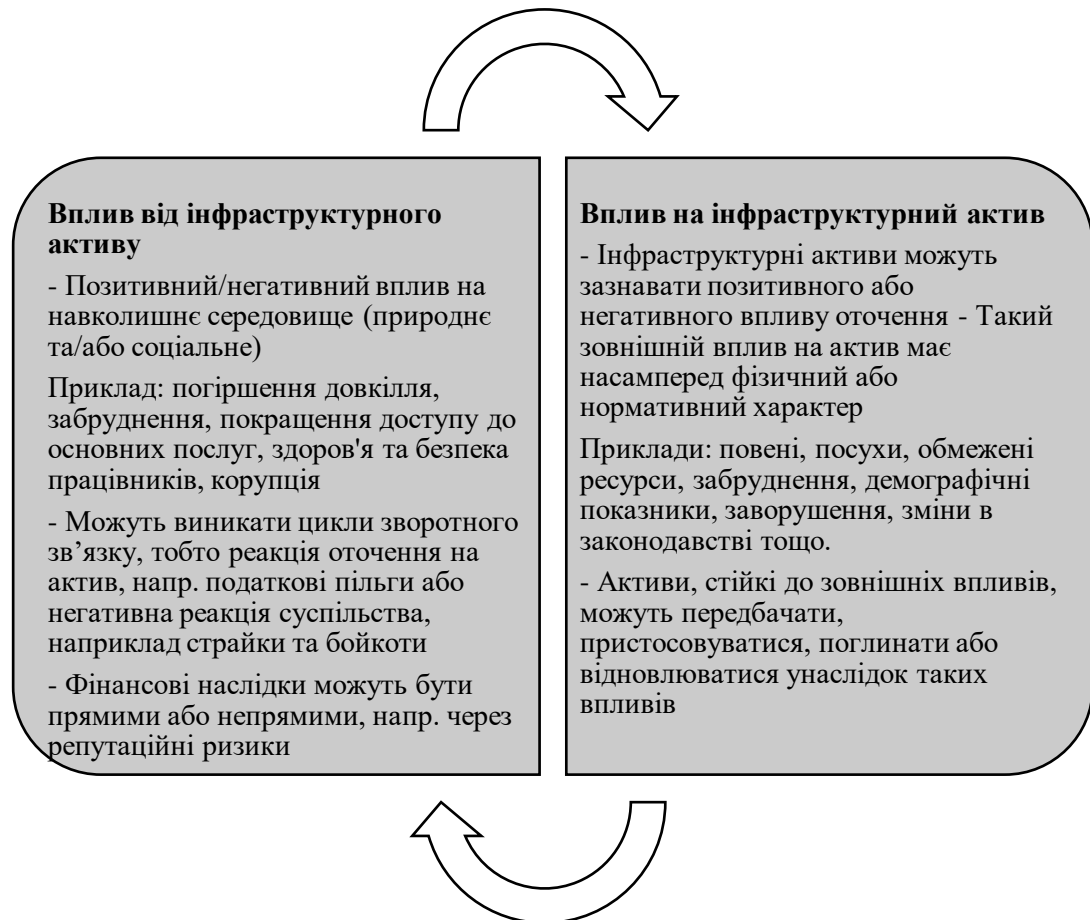 Вплив від інфраструктурного
активу
- Позитивний/негативний вплив на
навколишнє середовище (природнє
та/або соціальне)
Приклад: погіршення довкілля,
забруднення, покращення доступу до
основних послуг, здоров'я та безпека
працівників, корупція
- Можуть виникати цикли зворотного
зв’язку, тобто реакція оточення на
актив, напр. податкові пільги або
негативна реакція суспільства,
наприклад страйки та бойкоти
- Фінансові наслідки можуть бути
прямими або непрямими, напр. через
репутаційні ризики
Вплив на інфраструктурний актив
- Інфраструктурні активи можуть
зазнавати позитивного або
негативного впливу оточення - Такий
зовнішній вплив на актив має
насамперед фізичний або
нормативний характер
Приклади: повені, посухи, обмежені
ресурси, забруднення, демографічні
показники, заворушення, зміни в
законодавстві тощо.
- Активи, стійкі до зовнішніх впливів,
можуть передбачати,
пристосовуватися, поглинати або
відновлюватися унаслідок таких
впливів